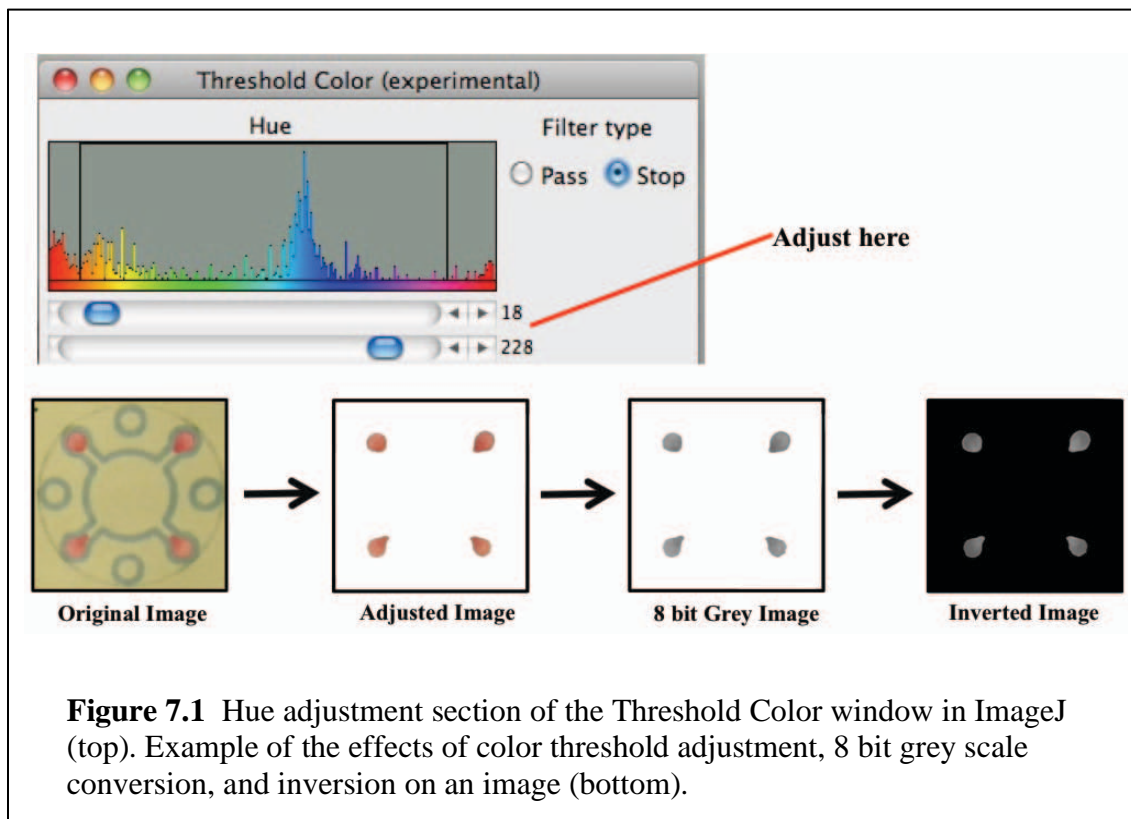 Threshold Color (experimental)
Hue
Filter type
Pass Stop
Adjust here
18
228
Original Image
Adjusted Image
8 bit Grey Image
Inverted Image
Figure 7.1 Hue adjustment section of the Threshold Color window in ImageJ
(top). Example of the effects of color threshold adjustment, 8 bit grey scale
conversion, and inversion on an image (bottom).